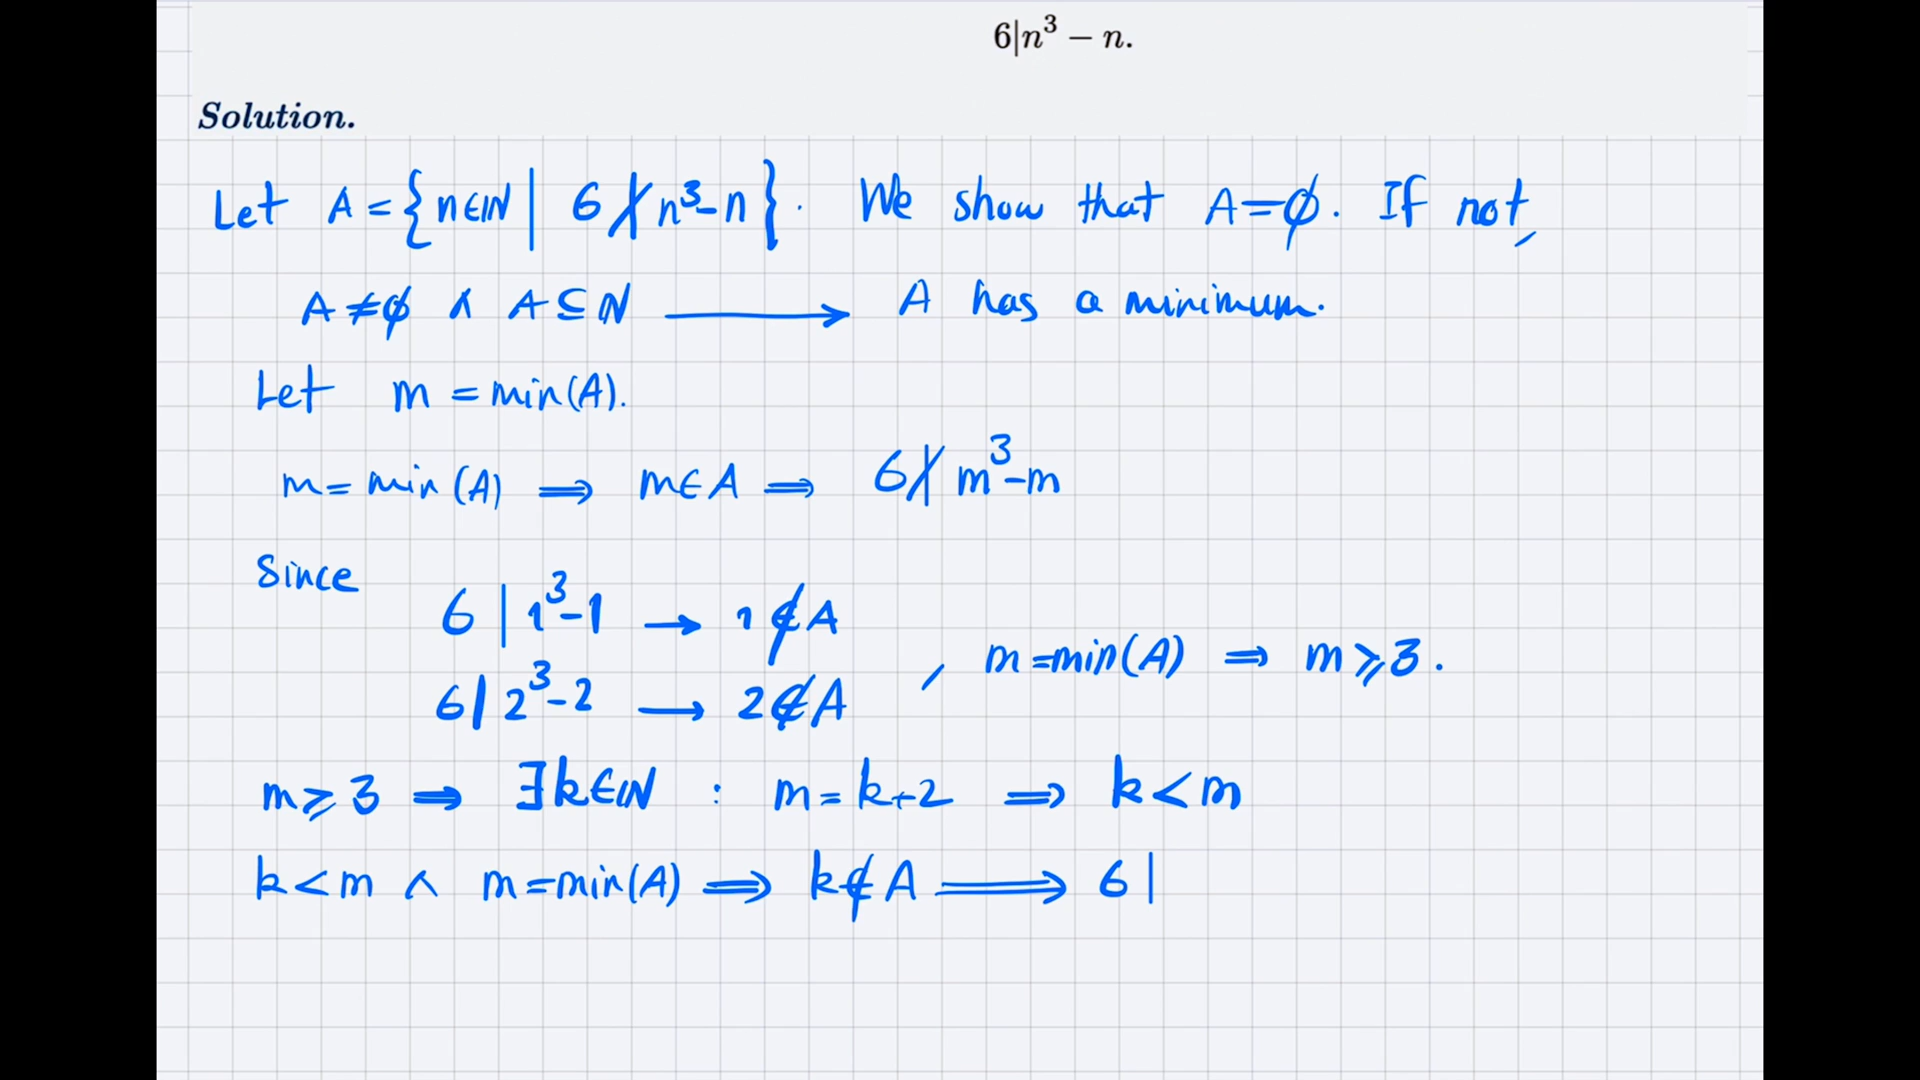 6|n³ − n.
Solution.
Let A = {n∈ℕ | 6∤n³-n}. We show that A=∅. If not,
A≠∅ ∧ A⊆ℕ ⟶ A has a minimum.
Let m = min(A).
m = min(A) ⟹ m∈A ⟹ 6∤m³-m
Since
6 | 1³-1 → 1∉A
6 | 2³-2 → 2∉A , m=min(A) ⟹ m⩾3.
m⩾3 ⟹ ∃k∈ℕ : m = k+2 ⟹ k<m
k<m ∧ m=min(A) ⟹ k∉A ⟹ 6 |